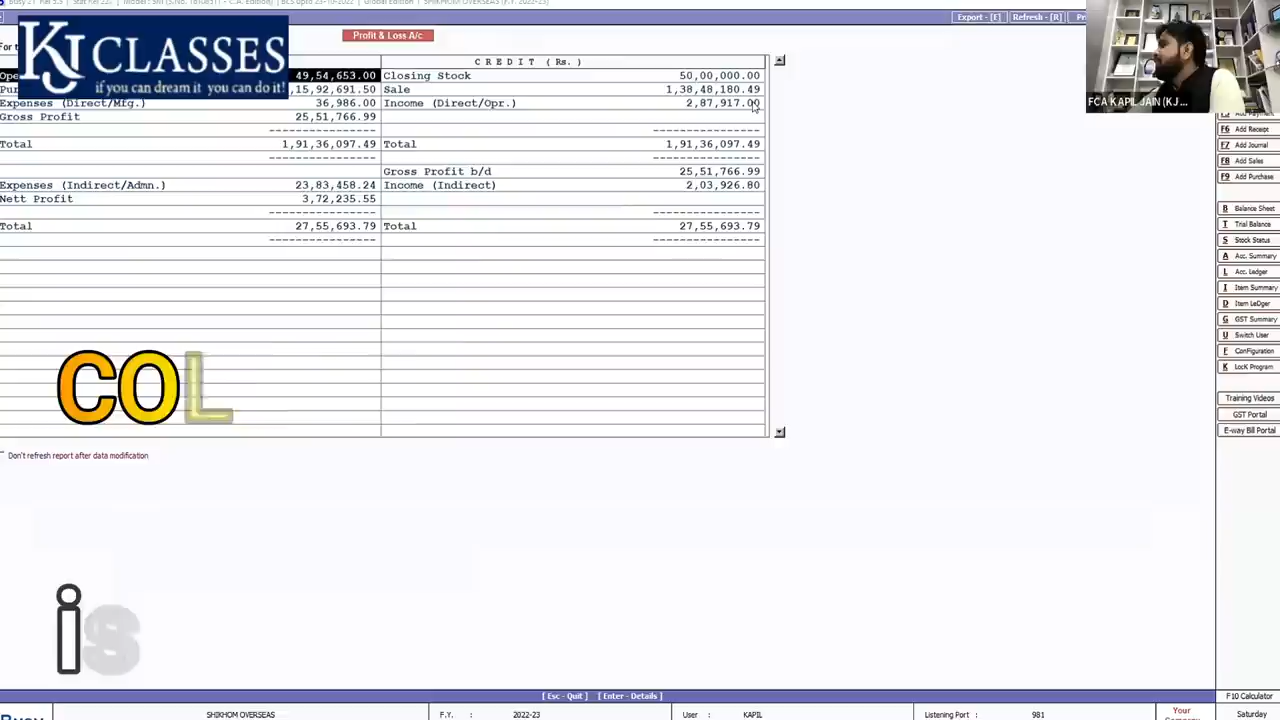 Export - [E] Refresh - [R]
KJ CLASSES
if you can dream it you can do it!
Profit & Loss A/c
C R E D I T ( Rs. )
49,54,653.00 Closing Stock 50,00,000.00
,15,92,691.50 Sale 1,38,48,180.49
Expenses (Direct/Mfg.) 36,986.00 Income (Direct/Opr.) 2,87,917.00
Gross Profit 25,51,766.99
Total 1,91,36,097.49 Total 1,91,36,097.49
Gross Profit b/d 25,51,766.99
Expenses (Indirect/Admn.) 23,83,458.24 Income (Indirect) 2,03,926.80
Nett Profit 3,72,235.55
Total 27,55,693.79 Total 27,55,693.79
FCA KAPIL JAIN (KJ ...
F6 Add Receipt
F7 Add Journal
F8 Add Sales
F9 Add Purchase
B Balance Sheet
T Trial Balance
S Stock Status
A Acc. Summary
L Acc. Ledger
I Item Summary
D Item LeDger
G GST Summary
U Switch User
F ConFiguration
K LocK Program
Training Videos
GST Portal
E-way Bill Portal
COL
Don't refresh report after data modification
is
[ Esc - Quit ] [ Enter - Details ]
F10 Calculator
SHIKHOM OVERSEAS F.Y. : 2022-23 User : KAPIL Listening Port : 981 Your Saturday